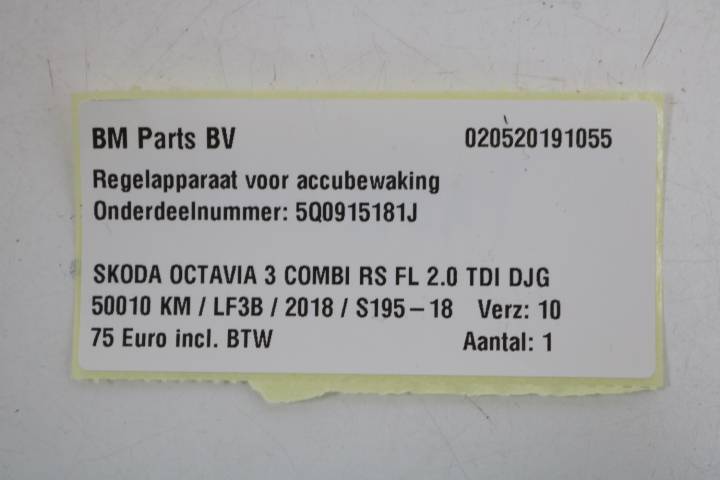 BM Parts BV 020520191055
Regelapparaat voor accubewaking
Onderdeelnummer: 5Q0915181J
SKODA OCTAVIA 3 COMBI RS FL 2.0 TDI DJG
50010 KM / LF3B / 2018 / S195-18 Verz: 10
75 Euro incl. BTW Aantal: 1